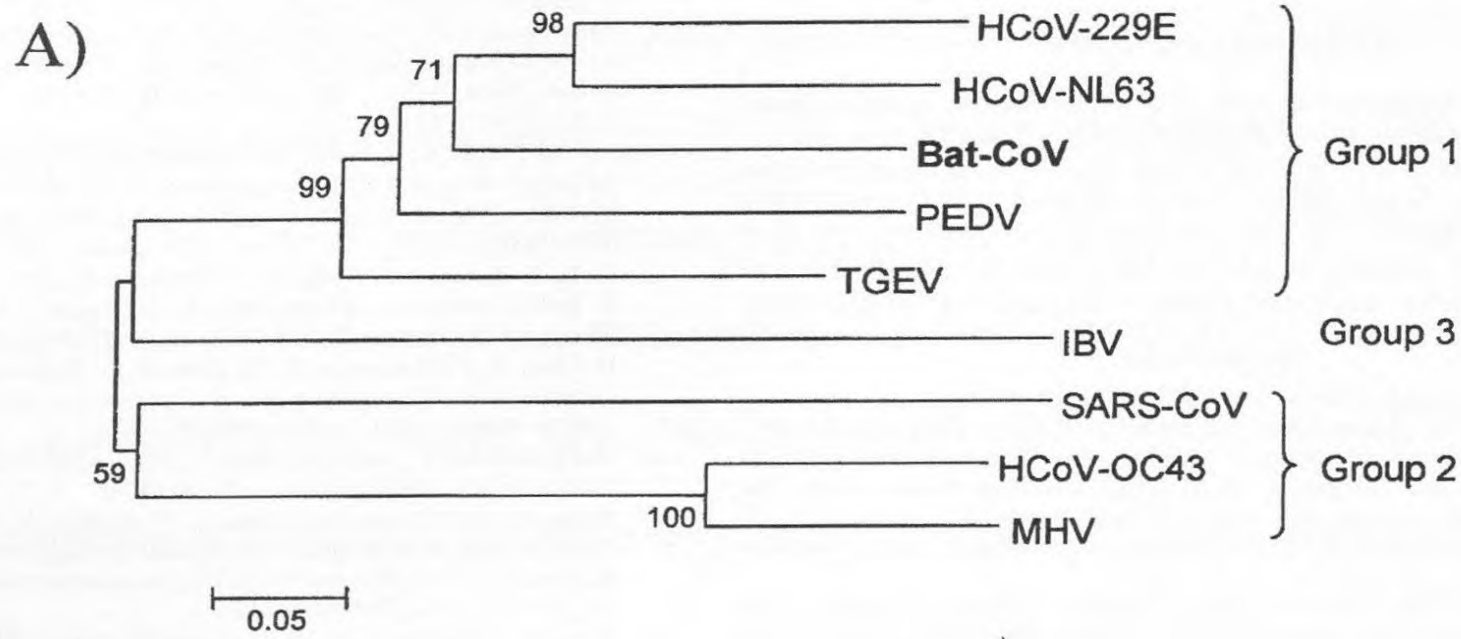 A)
98
HCoV-229E
71
HCoV-NL63
79
Bat-CoV
Group 1
99
PEDV
TGEV
IBV
Group 3
SARS-CoV
59
HCoV-OC43
Group 2
100
MHV
0.05